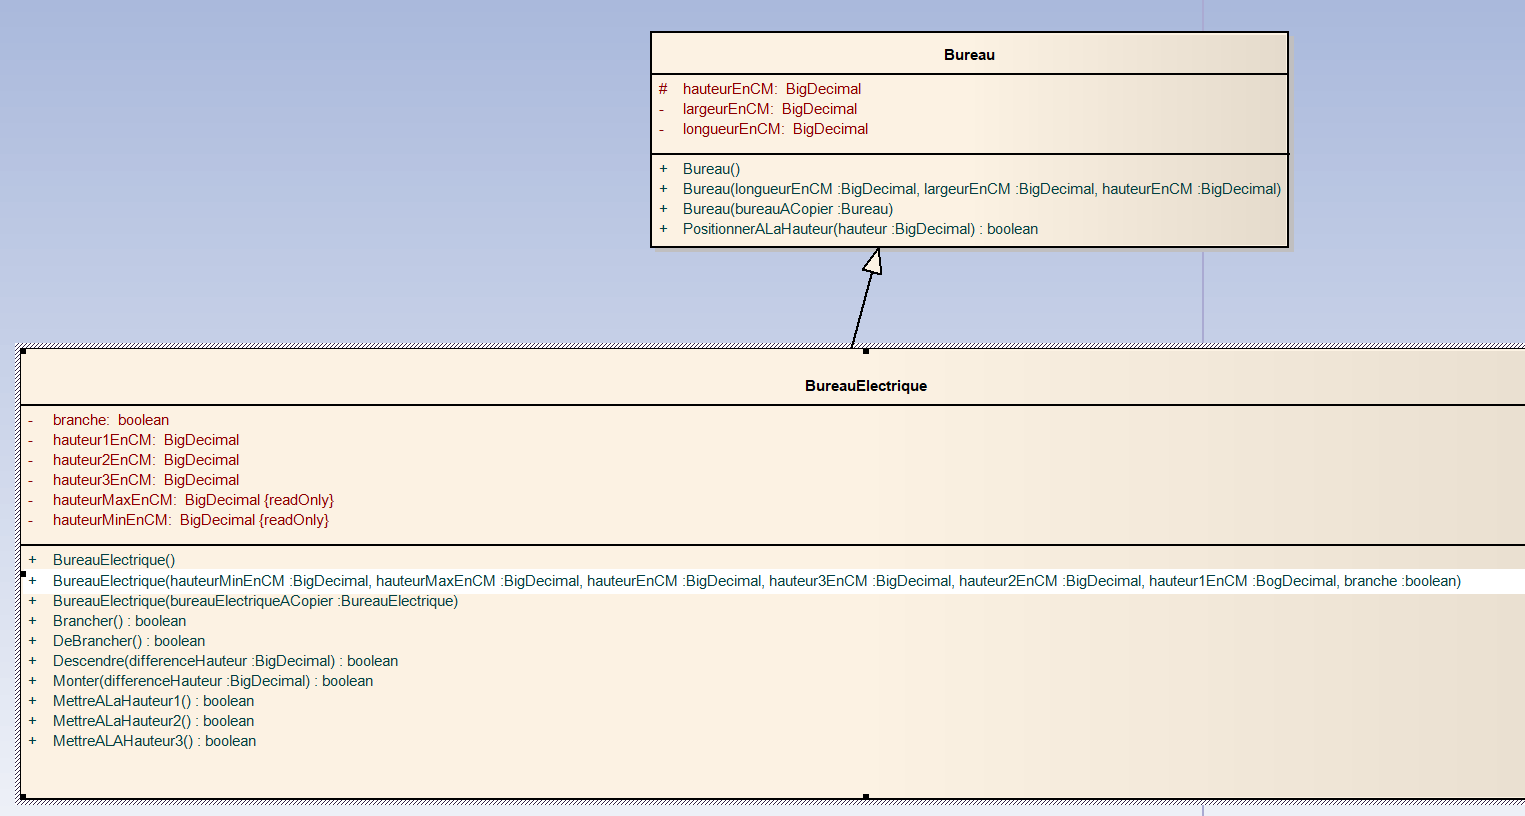 Bureau
# hauteurEnCM: BigDecimal
- largeurEnCM: BigDecimal
- longueurEnCM: BigDecimal
+ Bureau()
+ Bureau(longueurEnCM :BigDecimal, largeurEnCM :BigDecimal, hauteurEnCM :BigDecimal)
+ Bureau(bureauACopier :Bureau)
+ PositionnerALaHauteur(hauteur :BigDecimal) : boolean
BureauElectrique
- branche: boolean
- hauteur1EnCM: BigDecimal
- hauteur2EnCM: BigDecimal
- hauteur3EnCM: BigDecimal
- hauteurMaxEnCM: BigDecimal {readOnly}
- hauteurMinEnCM: BigDecimal {readOnly}
+ BureauElectrique()
+ BureauElectrique(hauteurMinEnCM :BigDecimal, hauteurMaxEnCM :BigDecimal, hauteurEnCM :BigDecimal, hauteur3EnCM :BigDecimal, hauteur2EnCM :BigDecimal, hauteur1EnCM :BogDecimal, branche :boolean)
+ BureauElectrique(bureauElectriqueACopier :BureauElectrique)
+ Brancher() : boolean
+ DeBrancher() : boolean
+ Descendre(differenceHauteur :BigDecimal) : boolean
+ Monter(differenceHauteur :BigDecimal) : boolean
+ MettreALaHauteur1() : boolean
+ MettreALaHauteur2() : boolean
+ MettreALAHauteur3() : boolean